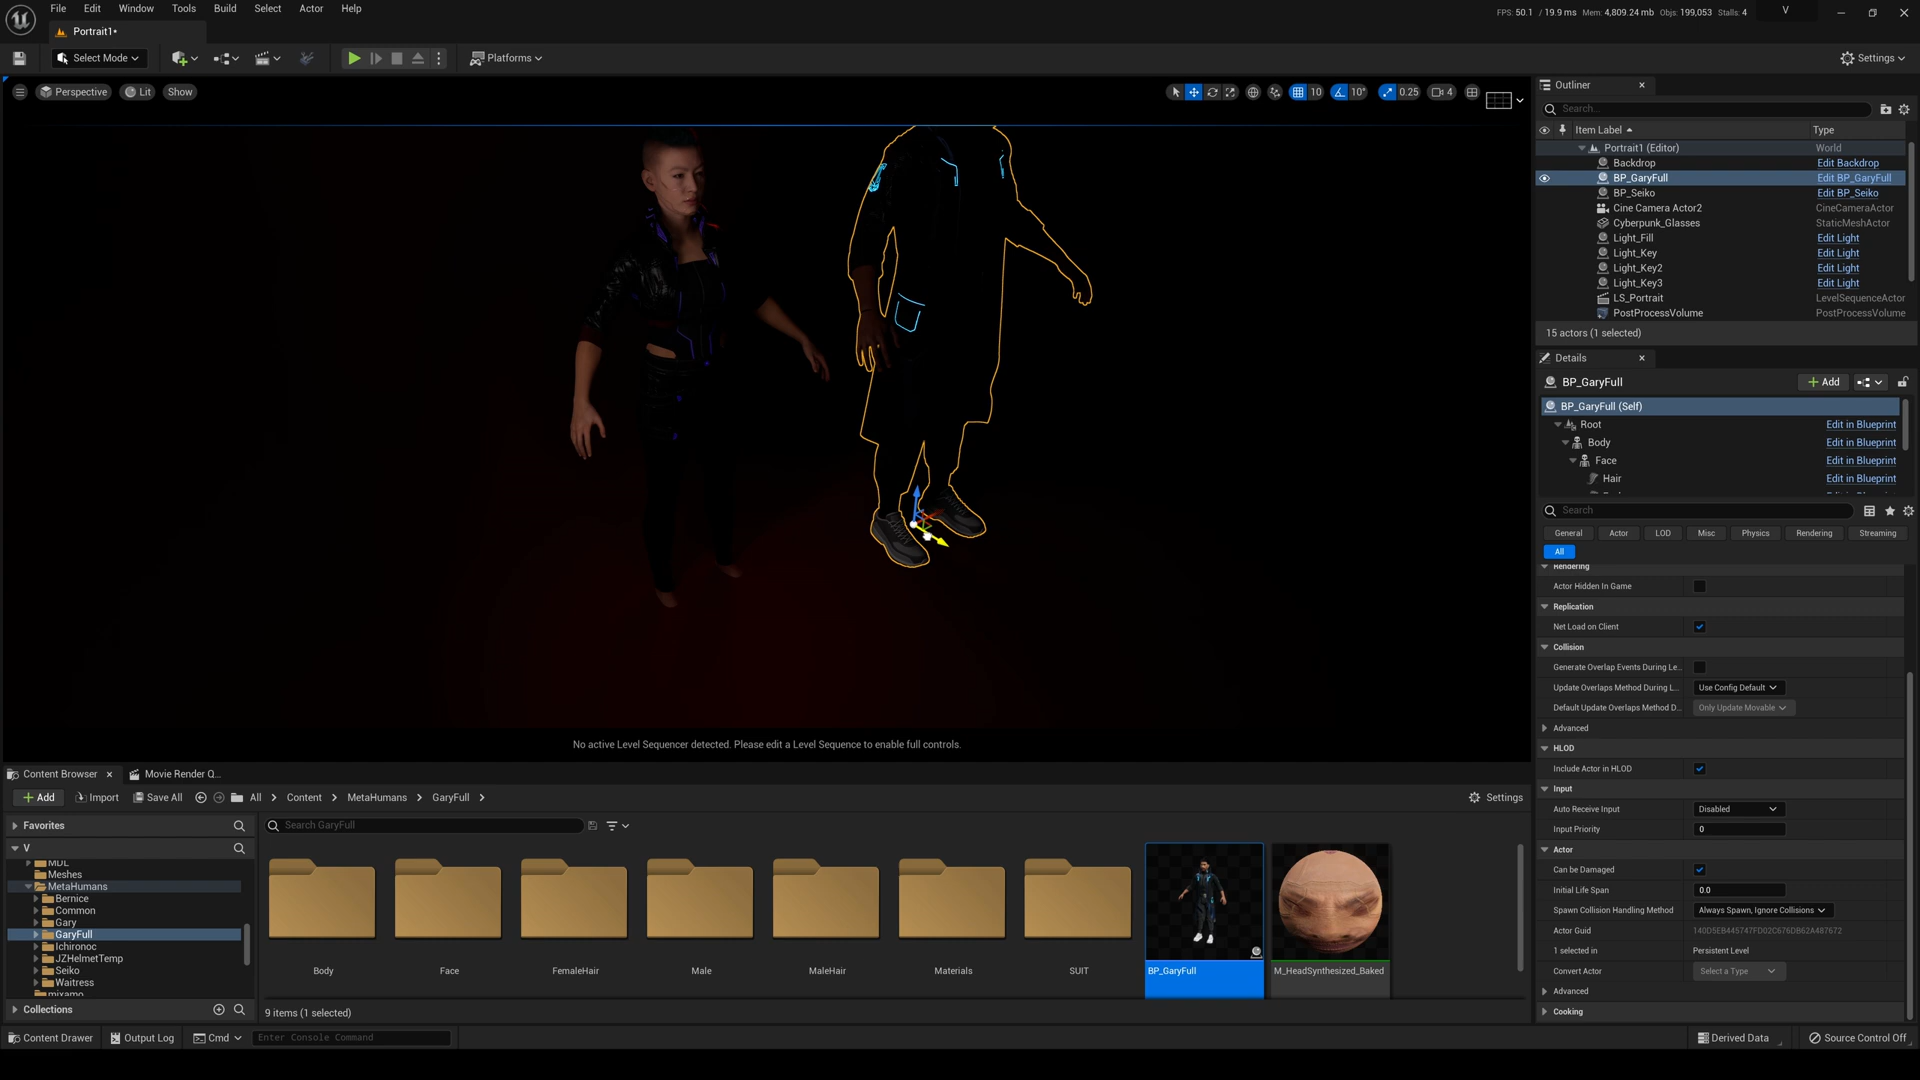 File Edit Window Tools Build Select Actor Help
FPS: 50.1 / 19.9 ms Mem: 4,809.24 mb Objs: 199,053 Stalls: 4 V
Portrait1*
Select Mode Platforms Settings
Perspective Lit Show 10 10° 0.25 4
No active Level Sequencer detected. Please edit a Level Sequence to enable full controls.
Outliner
Search...
Item Label Type
Portrait1 (Editor) World
Backdrop Edit Backdrop
BP_GaryFull Edit BP_GaryFull
BP_Seiko Edit BP_Seiko
Cine Camera Actor2 CineCameraActor
Cyberpunk_Glasses StaticMeshActor
Light_Fill Edit Light
Light_Key Edit Light
Light_Key2 Edit Light
Light_Key3 Edit Light
LS_Portrait LevelSequenceActor
PostProcessVolume PostProcessVolume
15 actors (1 selected)
Details
BP_GaryFull Add
BP_GaryFull (Self)
Root Edit in Blueprint
Body Edit in Blueprint
Face Edit in Blueprint
Hair Edit in Blueprint
Search
General Actor LOD Misc Physics Rendering Streaming
All
Rendering
Actor Hidden In Game
Replication
Net Load on Client
Collision
Generate Overlap Events During Le...
Update Overlaps Method During L... Use Config Default
Default Update Overlaps Method D... Only Update Movable
Advanced
HLOD
Include Actor in HLOD
Input
Auto Receive Input Disabled
Input Priority 0
Actor
Can be Damaged
Initial Life Span 0.0
Spawn Collision Handling Method Always Spawn, Ignore Collisions
Actor Guid 140D5EB445747FD02C676DB62A487672
1 selected in Persistent Level
Convert Actor Select a Type
Advanced
Cooking
Content Browser Movie Render Q...
Add Import Save All All Content MetaHumans GaryFull Settings
Favorites
V
MDL
Meshes
MetaHumans
Bernice
Common
Gary
GaryFull
Ichironoc
JZHelmetTemp
Seiko
Waitress
mixamo
Collections
Search GaryFull
Body Face FemaleHair Male MaleHair Materials SUIT BP_GaryFull M_HeadSynthesized_Baked
9 items (1 selected)
Content Drawer Output Log Cmd Enter Console Command Derived Data Source Control Off